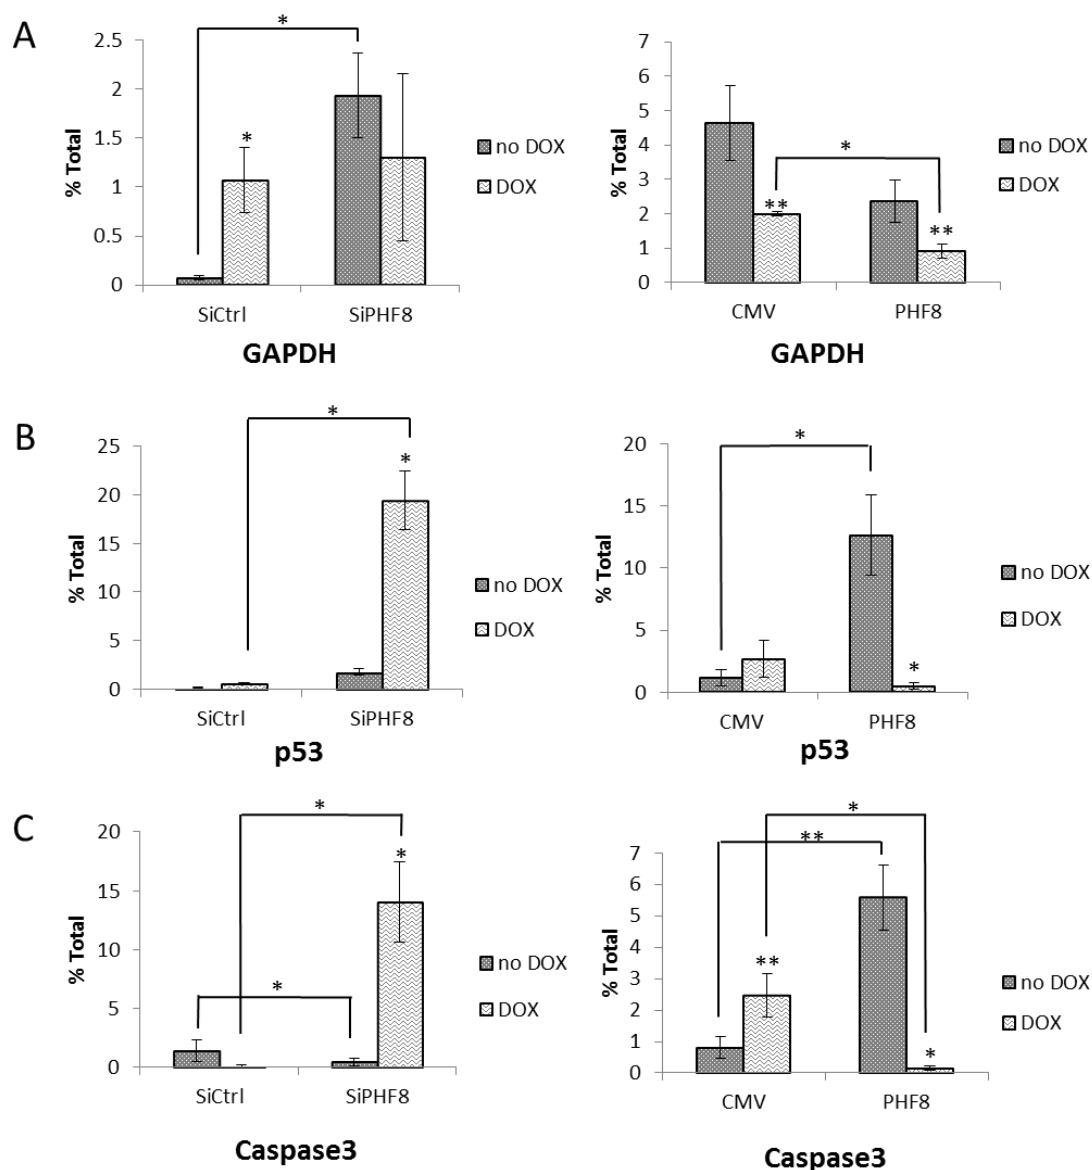 A
*
2.5
2
1.5
1
0.5
0
% Total
*
SiCtrl
SiPHF8
GAPDH
no DOX
DOX
7
6
5
4
3
2
1
0
% Total
*
**
**
CMV
PHF8
GAPDH
no DOX
DOX
B
*
25
20
15
10
5
0
% Total
*
SiCtrl
SiPHF8
p53
no DOX
DOX
20
15
10
5
0
% Total
*
*
CMV
PHF8
p53
no DOX
DOX
C
*
20
15
10
5
0
% Total
*
*
SiCtrl
SiPHF8
Caspase3
no DOX
DOX
*
**
7
6
5
4
3
2
1
0
% Total
**
*
CMV
PHF8
Caspase3
no DOX
DOX